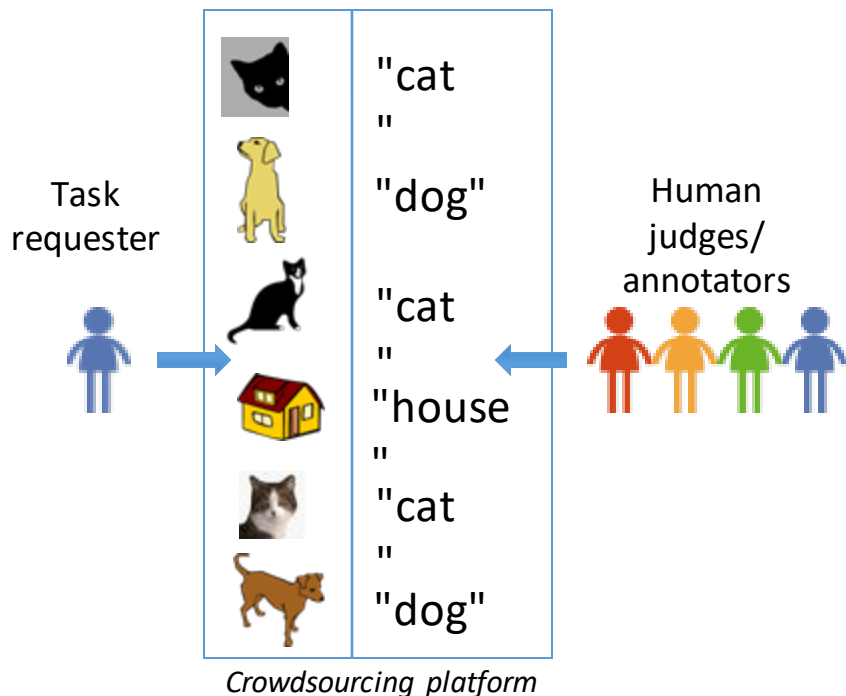 Task
requester
"cat
"
"dog"
"cat
"
"house
"
"cat
"
"dog"
Human
judges/
annotators
Crowdsourcing platform